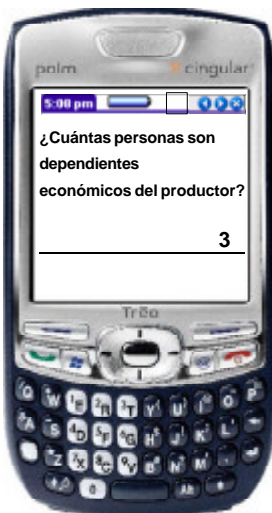 palm
cingular
5:00 pm
¿Cuántas personas son
dependientes
económicos del productor?
3
Treo